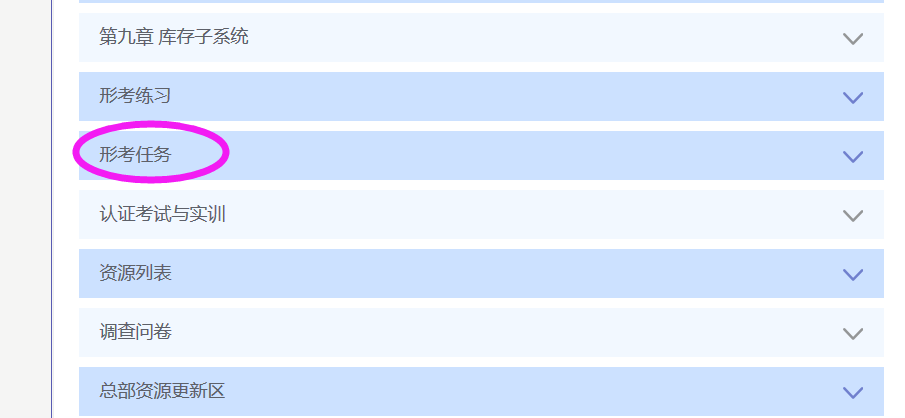 第九章 库存子系统
形考练习
形考任务
认证考试与实训
资源列表
调查问卷
总部资源更新区